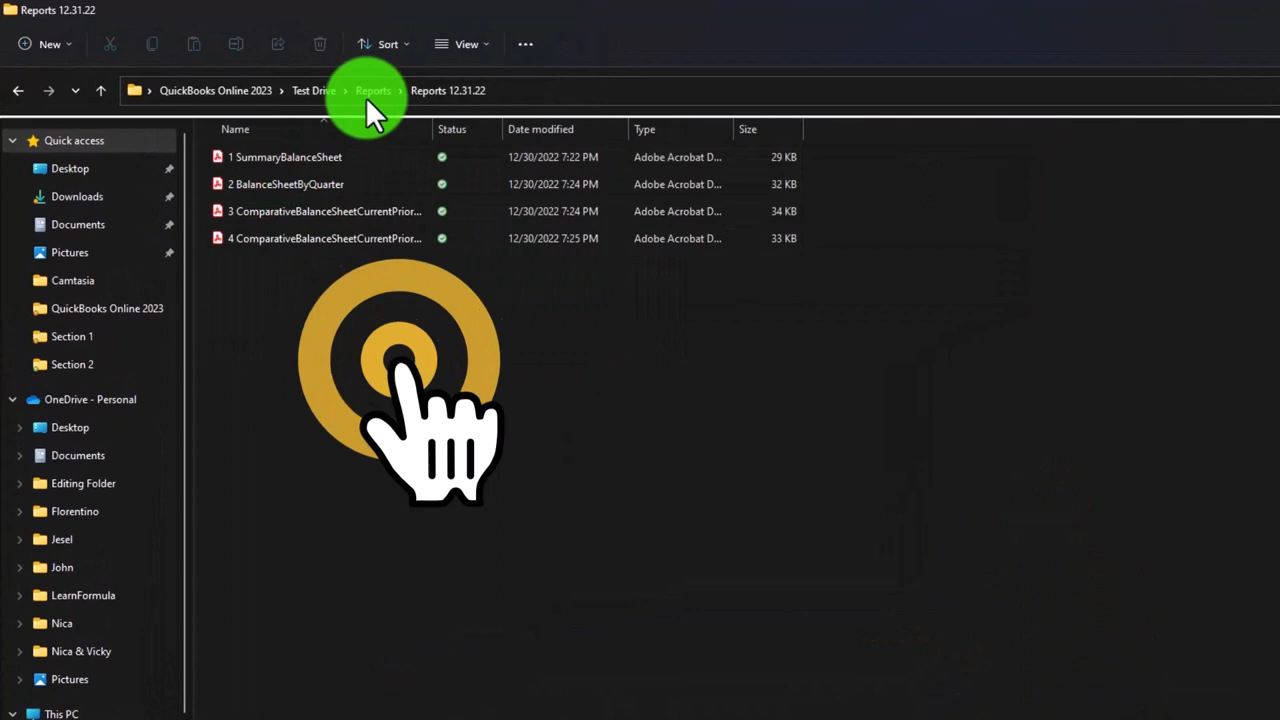 Reports 12.31.22
New Sort View
QuickBooks Online 2023 Test Drive Reports Reports 12.31.22
Quick access
Desktop
Downloads
Documents
Pictures
Camtasia
QuickBooks Online 2023
Section 1
Section 2
OneDrive - Personal
Desktop
Documents
Editing Folder
Florentino
Jesel
John
LearnFormula
Nica
Nica & Vicky
Pictures
This PC
Name Status Date modified Type Size
1 SummaryBalanceSheet 12/30/2022 7:22 PM Adobe Acrobat D... 29 KB
2 BalanceSheetByQuarter 12/30/2022 7:24 PM Adobe Acrobat D... 32 KB
3 ComparativeBalanceSheetCurrentPrior... 12/30/2022 7:24 PM Adobe Acrobat D... 34 KB
4 ComparativeBalanceSheetCurrentPrior... 12/30/2022 7:25 PM Adobe Acrobat D... 33 KB